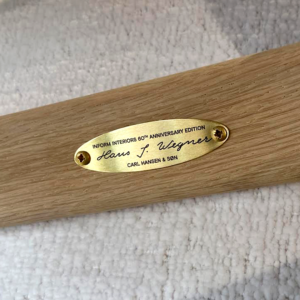 INFORM INTERIORS 60TH ANNIVERSARY EDITION
Hans J. Wegner
CARL HANSEN & SØN